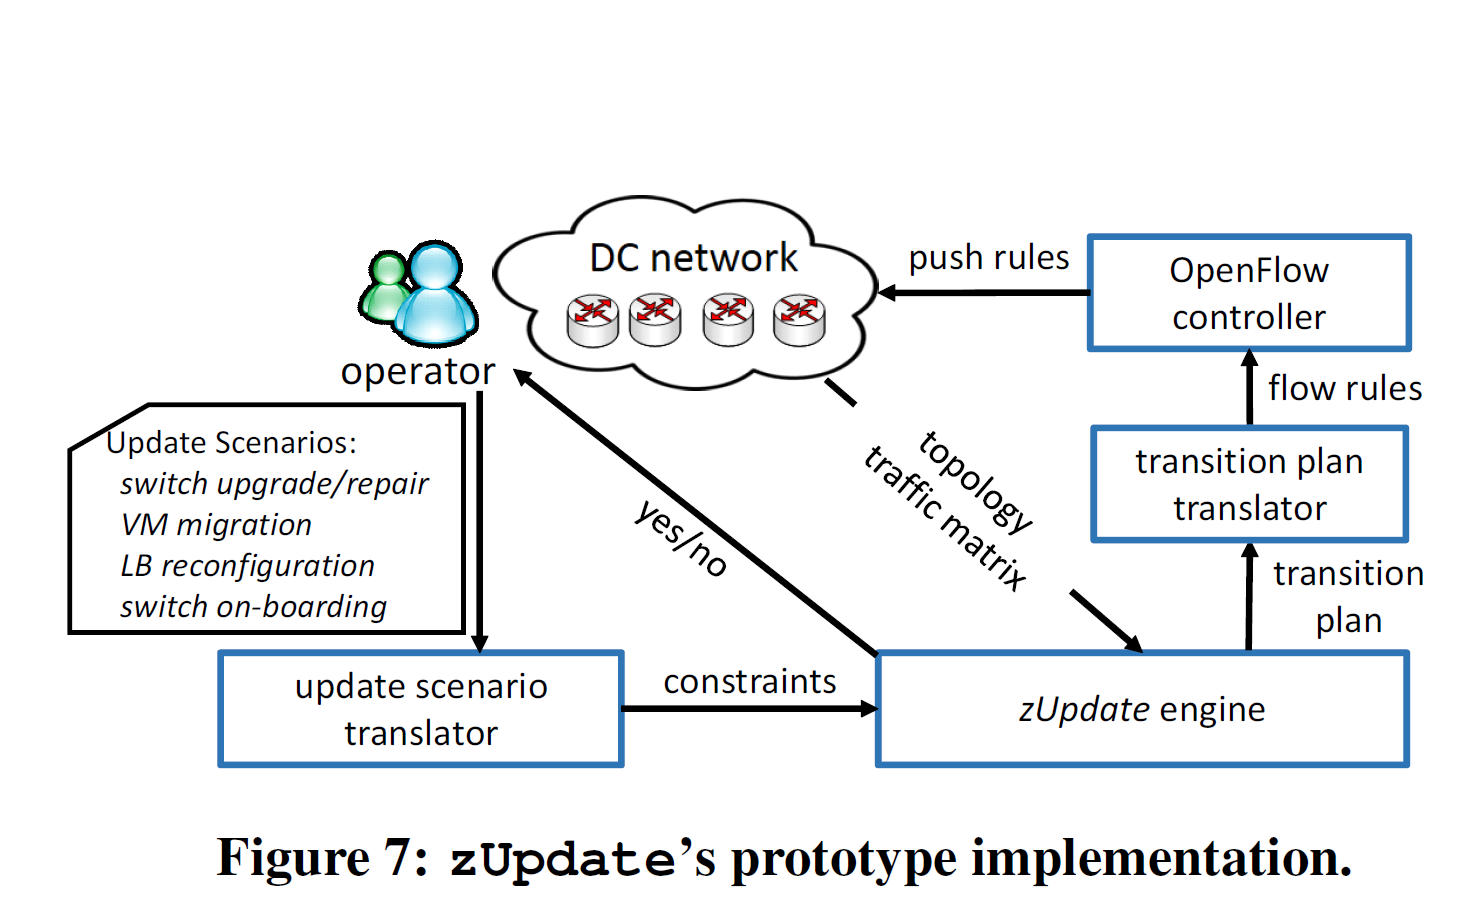 DC network
push rules
OpenFlow
controller
operator
flow rules
Update Scenarios:
switch upgrade/repair
VM migration
LB reconfiguration
switch on-boarding
yes/no
topology
traffic matrix
transition plan
translator
transition
plan
update scenario
translator
constraints
zUpdate engine
Figure 7: zUpdate’s prototype implementation.